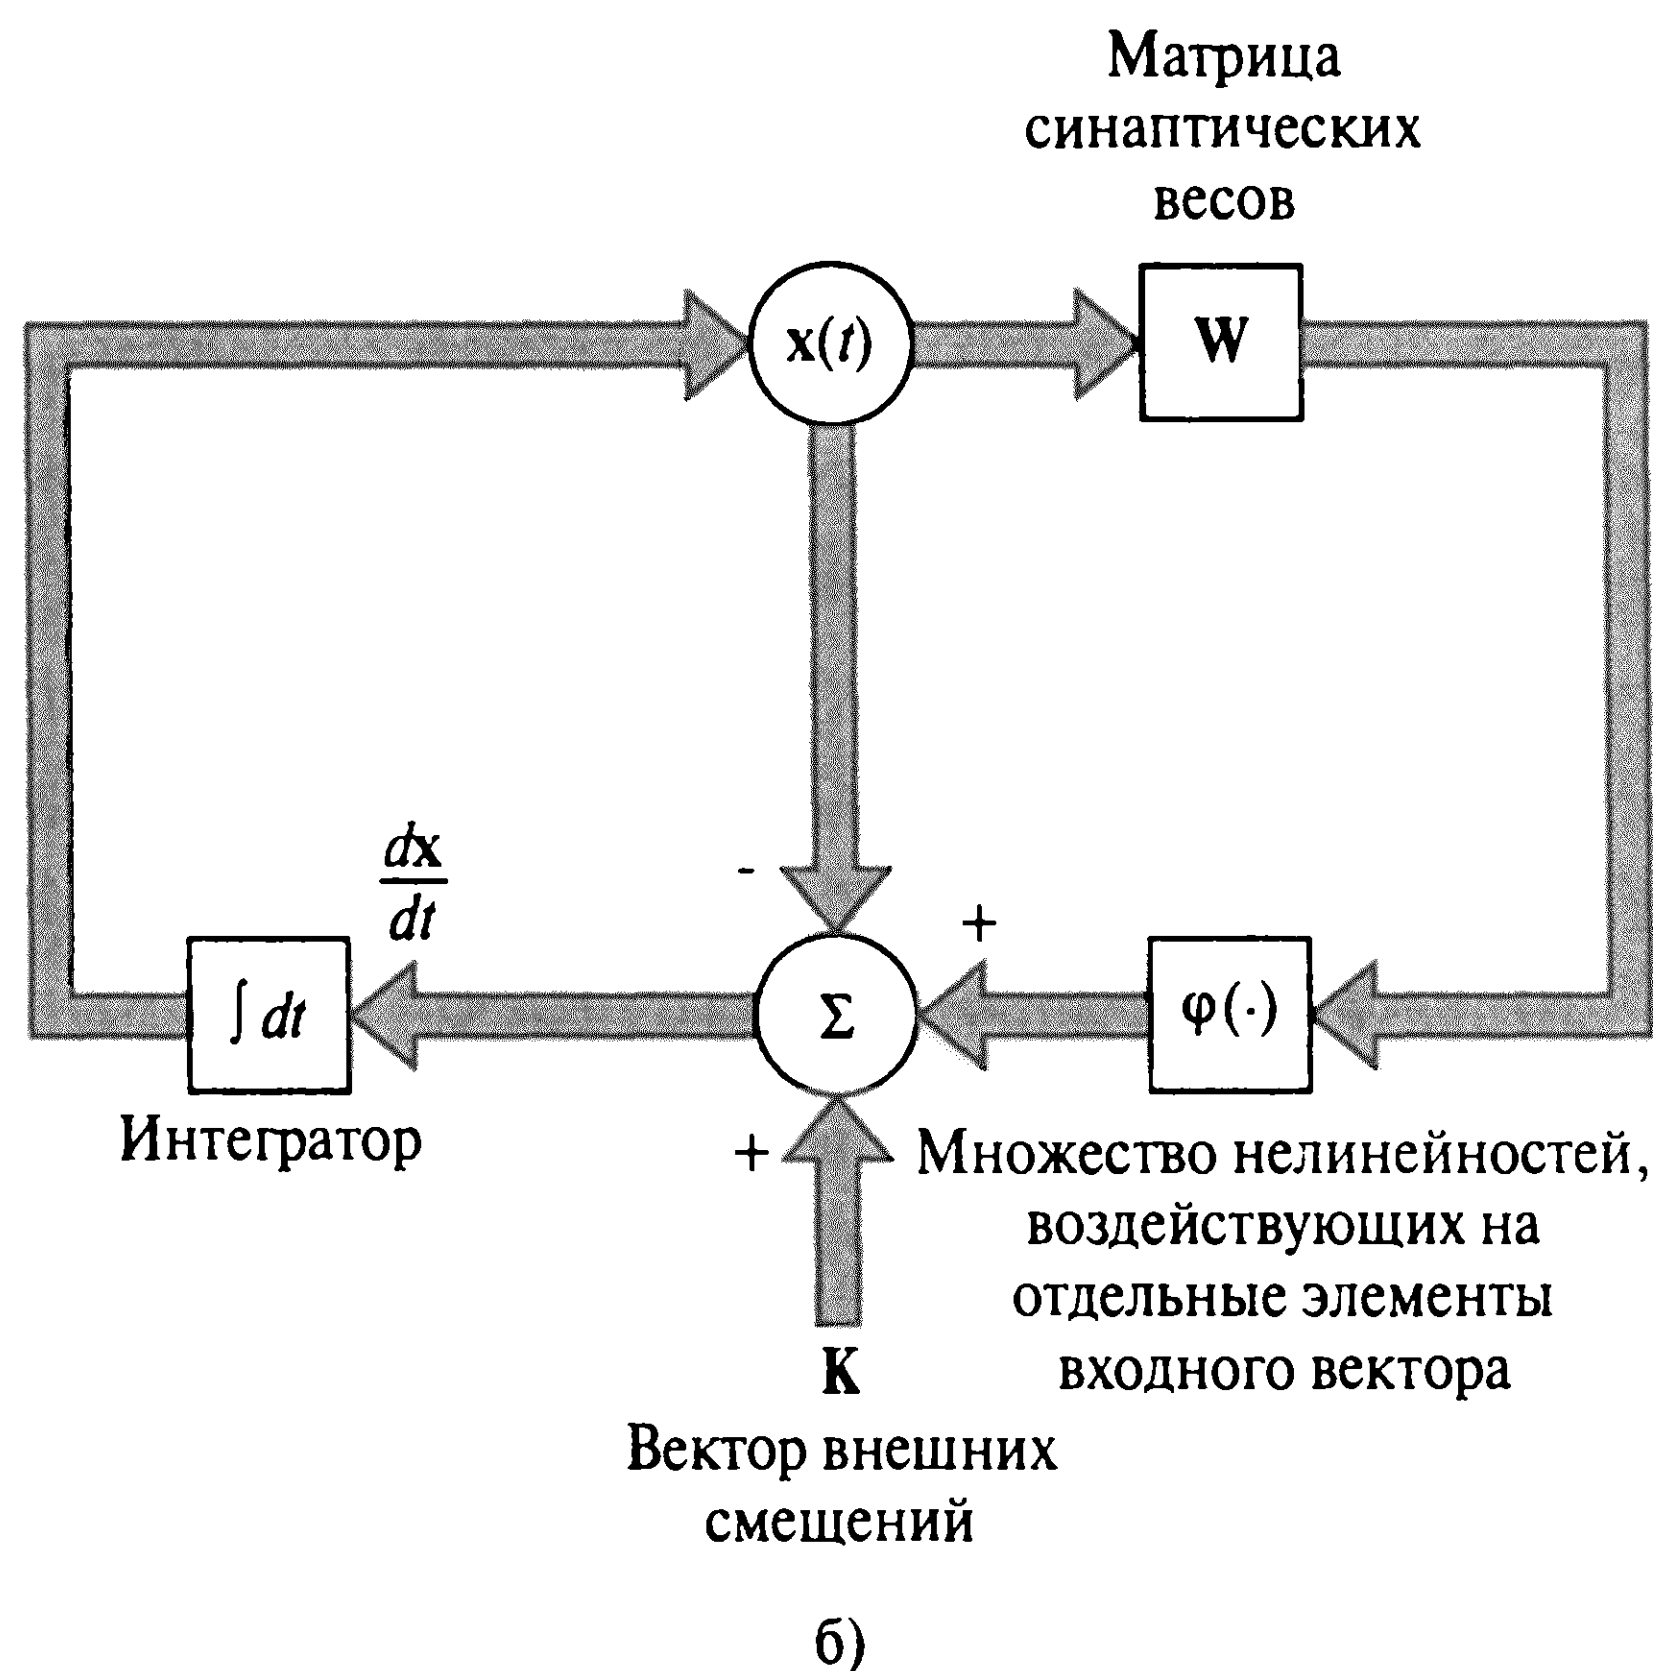 Матрица
синаптических
весов
x(t)
W
dx
dt
-
+
∫ dt
Σ
φ(·)
Интегратор
+
Множество нелинейностей,
воздействующих на
отдельные элементы
входного вектора
K
Вектор внешних
смещений
б)